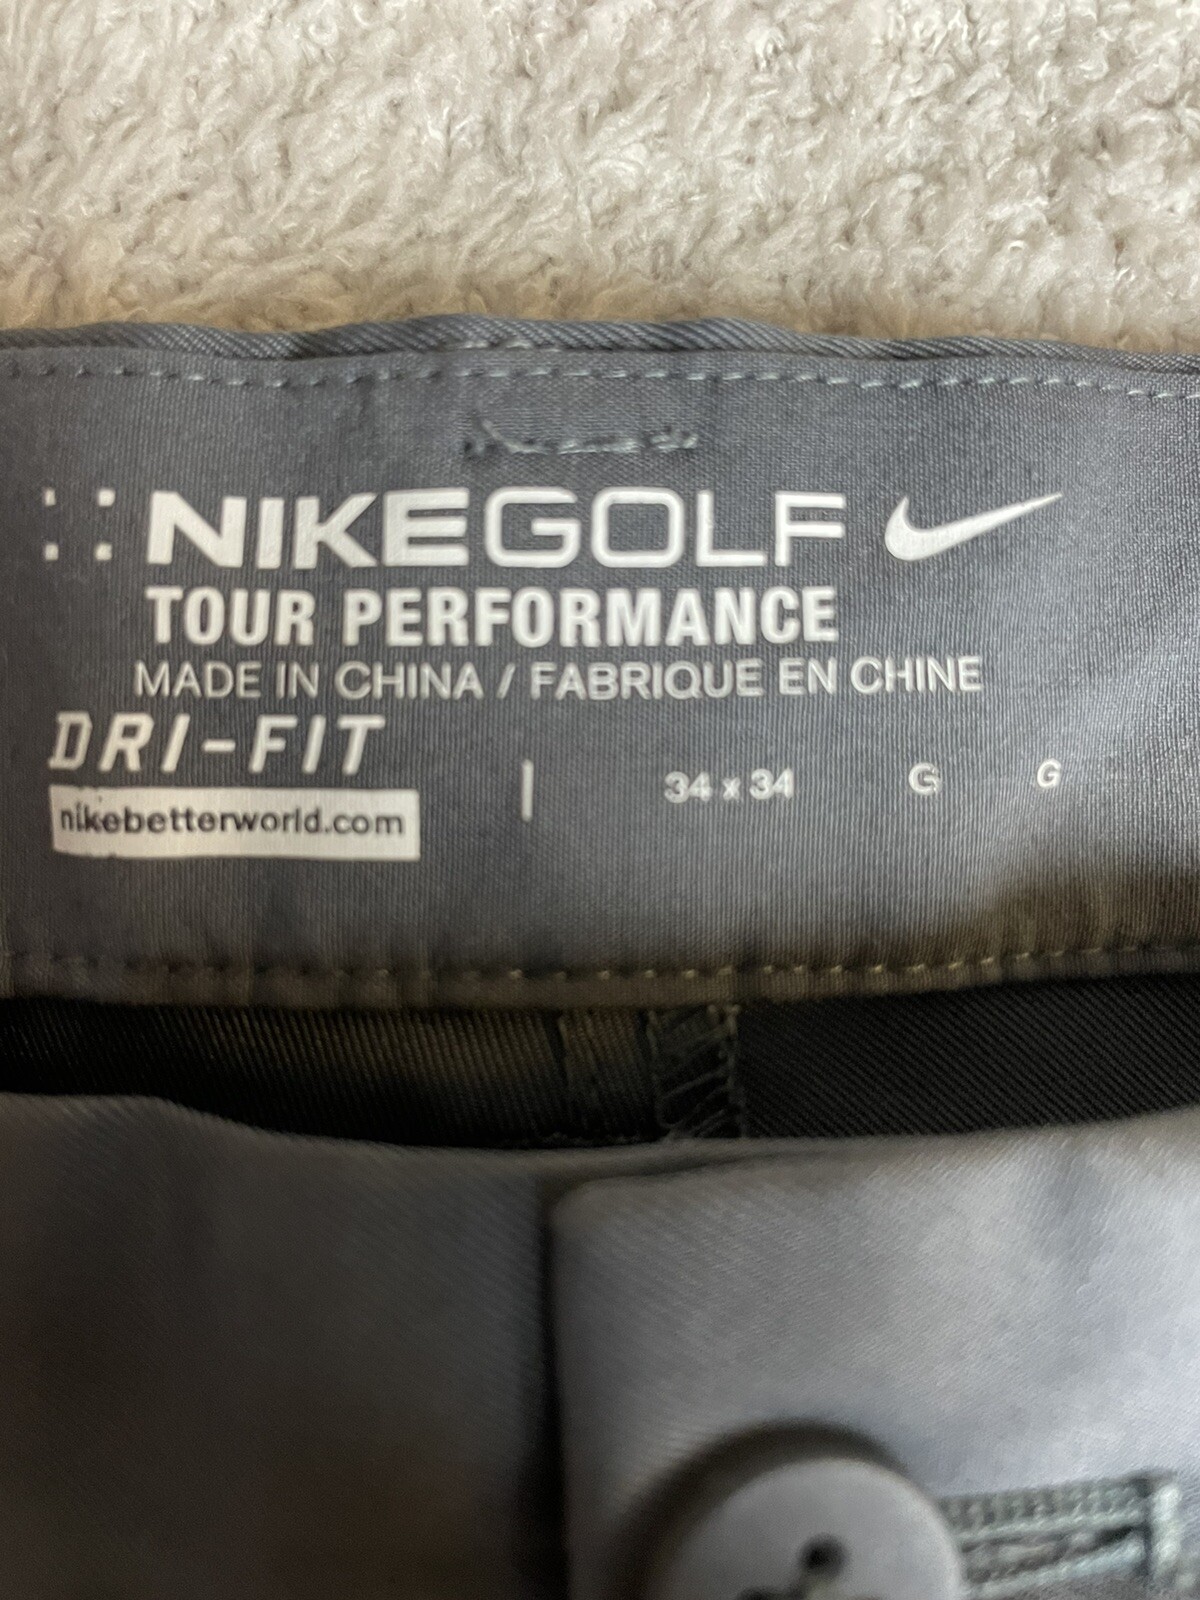 NIKEGOLF
TOUR PERFORMANCE
MADE IN CHINA / FABRIQUE EN CHINE
DRI-FIT
nikebetterworld.com
| 34 x 34 G G